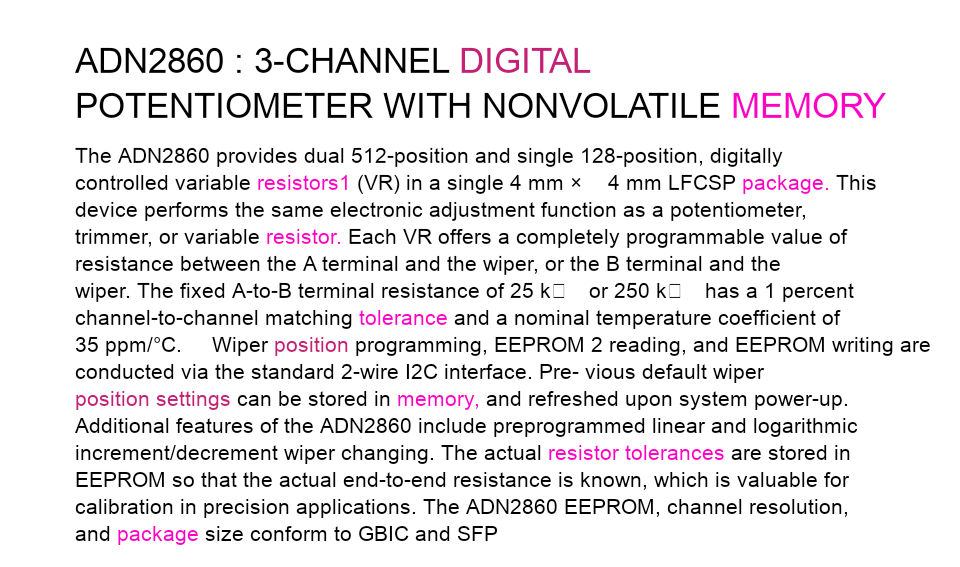 ADN2860 : 3-CHANNEL DIGITAL
POTENTIOMETER WITH NONVOLATILE MEMORY
The ADN2860 provides dual 512-position and single 128-position, digitally
controlled variable resistors1 (VR) in a single 4 mm × 4 mm LFCSP package. This
device performs the same electronic adjustment function as a potentiometer,
trimmer, or variable resistor. Each VR offers a completely programmable value of
resistance between the A terminal and the wiper, or the B terminal and the
wiper. The fixed A-to-B terminal resistance of 25 k□ or 250 k□ has a 1 percent
channel-to-channel matching tolerance and a nominal temperature coefficient of
35 ppm/°C. Wiper position programming, EEPROM 2 reading, and EEPROM writing are
conducted via the standard 2-wire I2C interface. Pre- vious default wiper
position settings can be stored in memory, and refreshed upon system power-up.
Additional features of the ADN2860 include preprogrammed linear and logarithmic
increment/decrement wiper changing. The actual resistor tolerances are stored in
EEPROM so that the actual end-to-end resistance is known, which is valuable for
calibration in precision applications. The ADN2860 EEPROM, channel resolution,
and package size conform to GBIC and SFP